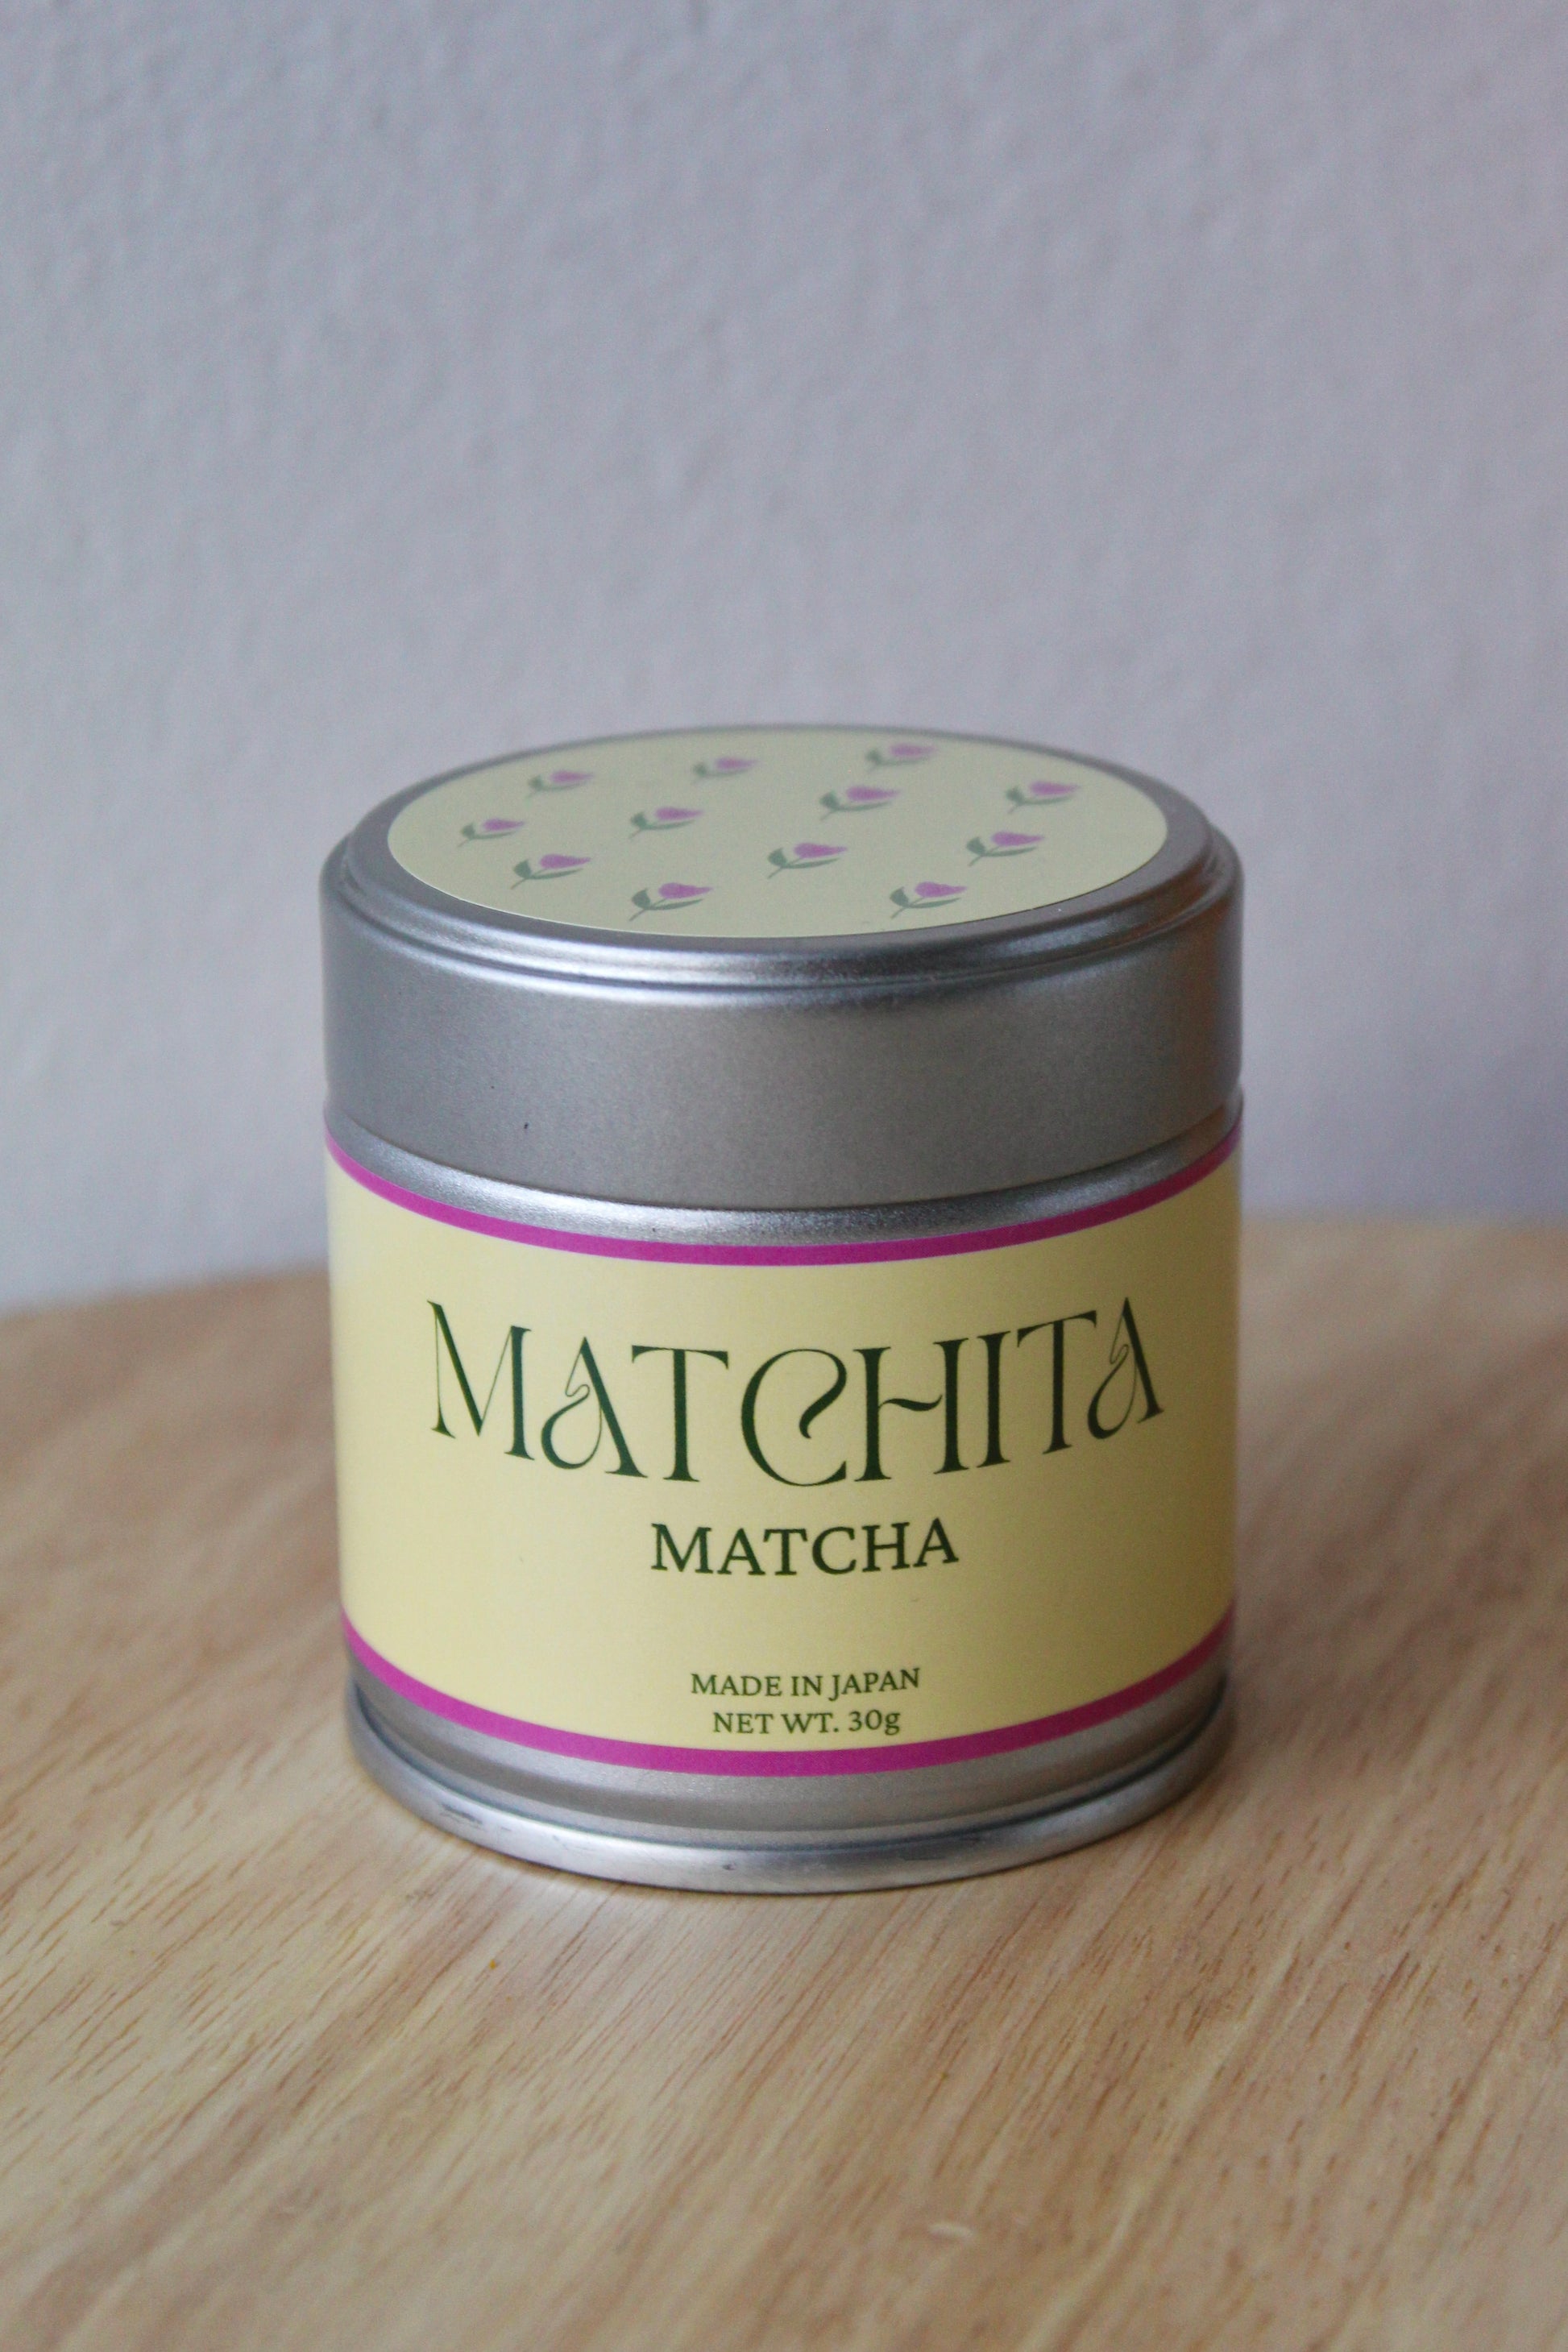 MATCHITA
MATCHA
MADE IN JAPAN
NET WT. 30g